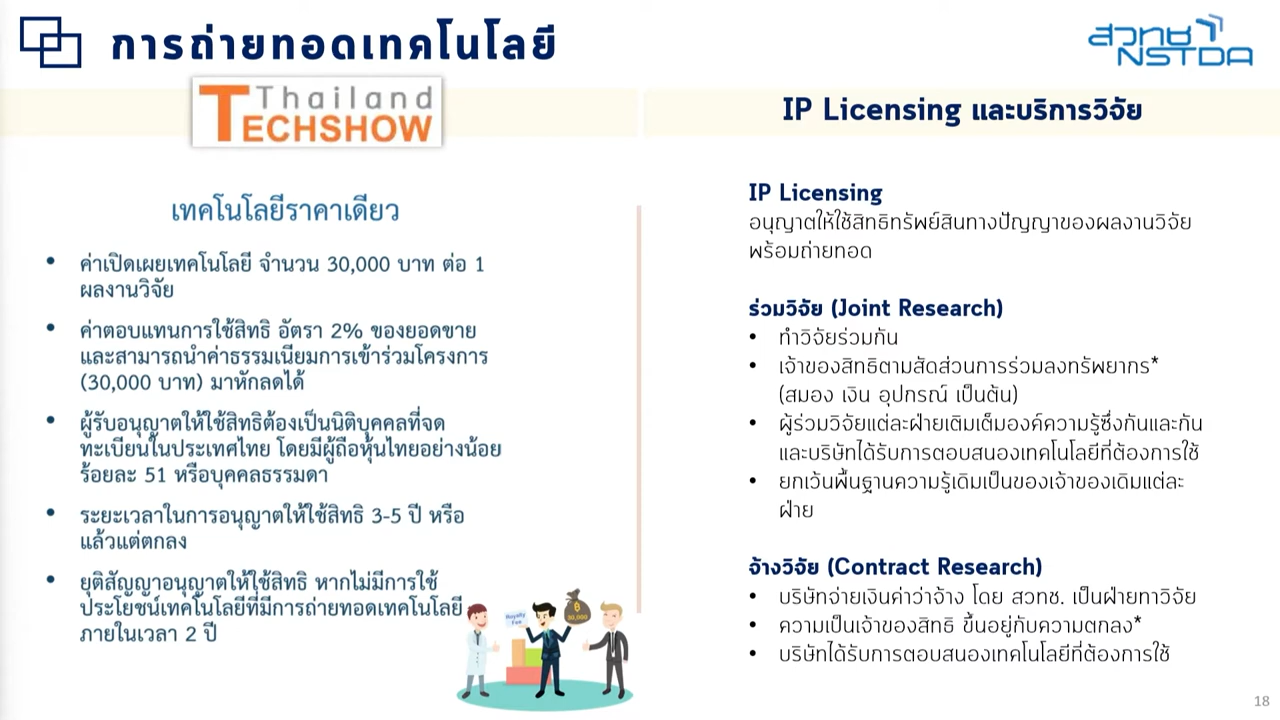 การถ่ายทอดเทคโนโลยี
สวทช
NSTDA
Thailand
TECHSHOW
เทคโนโลยีราคาเดียว
• ค่าเปิดเผยเทคโนโลยี จำนวน 30,000 บาท ต่อ 1
ผลงานวิจัย
• ค่าตอบแทนการใช้สิทธิ อัตรา 2% ของยอดขาย
และสามารถนำค่าธรรมเนียมการเข้าร่วมโครงการ
(30,000 บาท) มาหักลดได้
• ผู้รับอนุญาตให้ใช้สิทธิต้องเป็นนิติบุคคลที่จด
ทะเบียนในประเทศไทย โดยมีผู้ถือหุ้นไทยอย่างน้อย
ร้อยละ 51 หรือบุคคลธรรมดา
• ระยะเวลาในการอนุญาตให้ใช้สิทธิ 3-5 ปี หรือ
แล้วแต่ตกลง
• ยุติสัญญาอนุญาตให้ใช้สิทธิ หากไม่มีการใช้
ประโยชน์เทคโนโลยีที่มีการถ่ายทอดเทคโนโลยี
ภายในเวลา 2 ปี
Royalty
Fee
฿
30,000
IP Licensing และบริการวิจัย
IP Licensing
อนุญาตให้ใช้สิทธิทรัพย์สินทางปัญญาของผลงานวิจัย
พร้อมถ่ายทอด
ร่วมวิจัย (Joint Research)
• ทำวิจัยร่วมกัน
• เจ้าของสิทธิตามสัดส่วนการร่วมลงทรัพยากร*
(สมอง เงิน อุปกรณ์ เป็นต้น)
• ผู้ร่วมวิจัยแต่ละฝ่ายเติมเต็มองค์ความรู้ซึ่งกันและกัน
และบริษัทได้รับการตอบสนองเทคโนโลยีที่ต้องการใช้
• ยกเว้นพื้นฐานความรู้เดิมเป็นของเจ้าของเดิมแต่ละ
ฝ่าย
จ้างวิจัย (Contract Research)
• บริษัทจ่ายเงินค่าว่าจ้าง โดย สวทช. เป็นฝ่ายทาวิจัย
• ความเป็นเจ้าของสิทธิ ขึ้นอยู่กับความตกลง*
• บริษัทได้รับการตอบสนองเทคโนโลยีที่ต้องการใช้
18